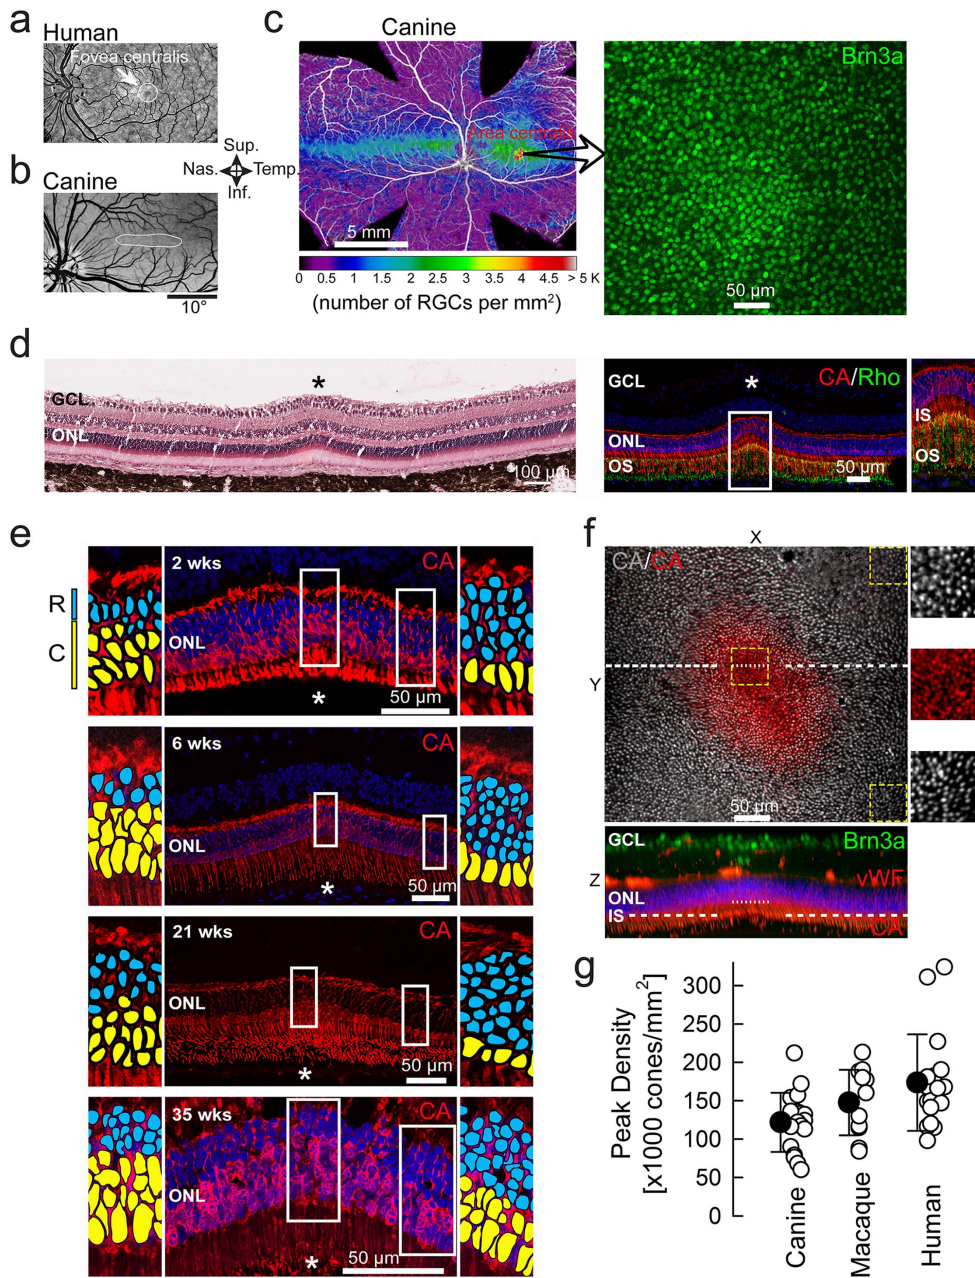 a
Human
Fovea centralis
b
Canine
10°
Sup.
Nas.
Temp.
Inf.
c
Canine
Area centralis
5 mm
0 0.5 1 1.5 2 2.5 3 3.5 4 4.5 > 5 K
(number of RGCs per mm²)
Brn3a
50 µm
d
*
GCL
ONL
100 µm
GCL
*
CA/Rho
ONL
OS
50 µm
IS
OS
e
R
C
2 wks
CA
ONL
*
50 µm
6 wks
CA
ONL
*
50 µm
21 wks
CA
ONL
*
50 µm
35 wks
CA
ONL
*
50 µm
f
X
CA/CA
Y
50 µm
GCL
Brn3a
vWF
Z
ONL
IS
CA
g
Peak Density
[x1000 cones/mm²]
300
250
200
150
100
50
0
Canine
Macaque
Human